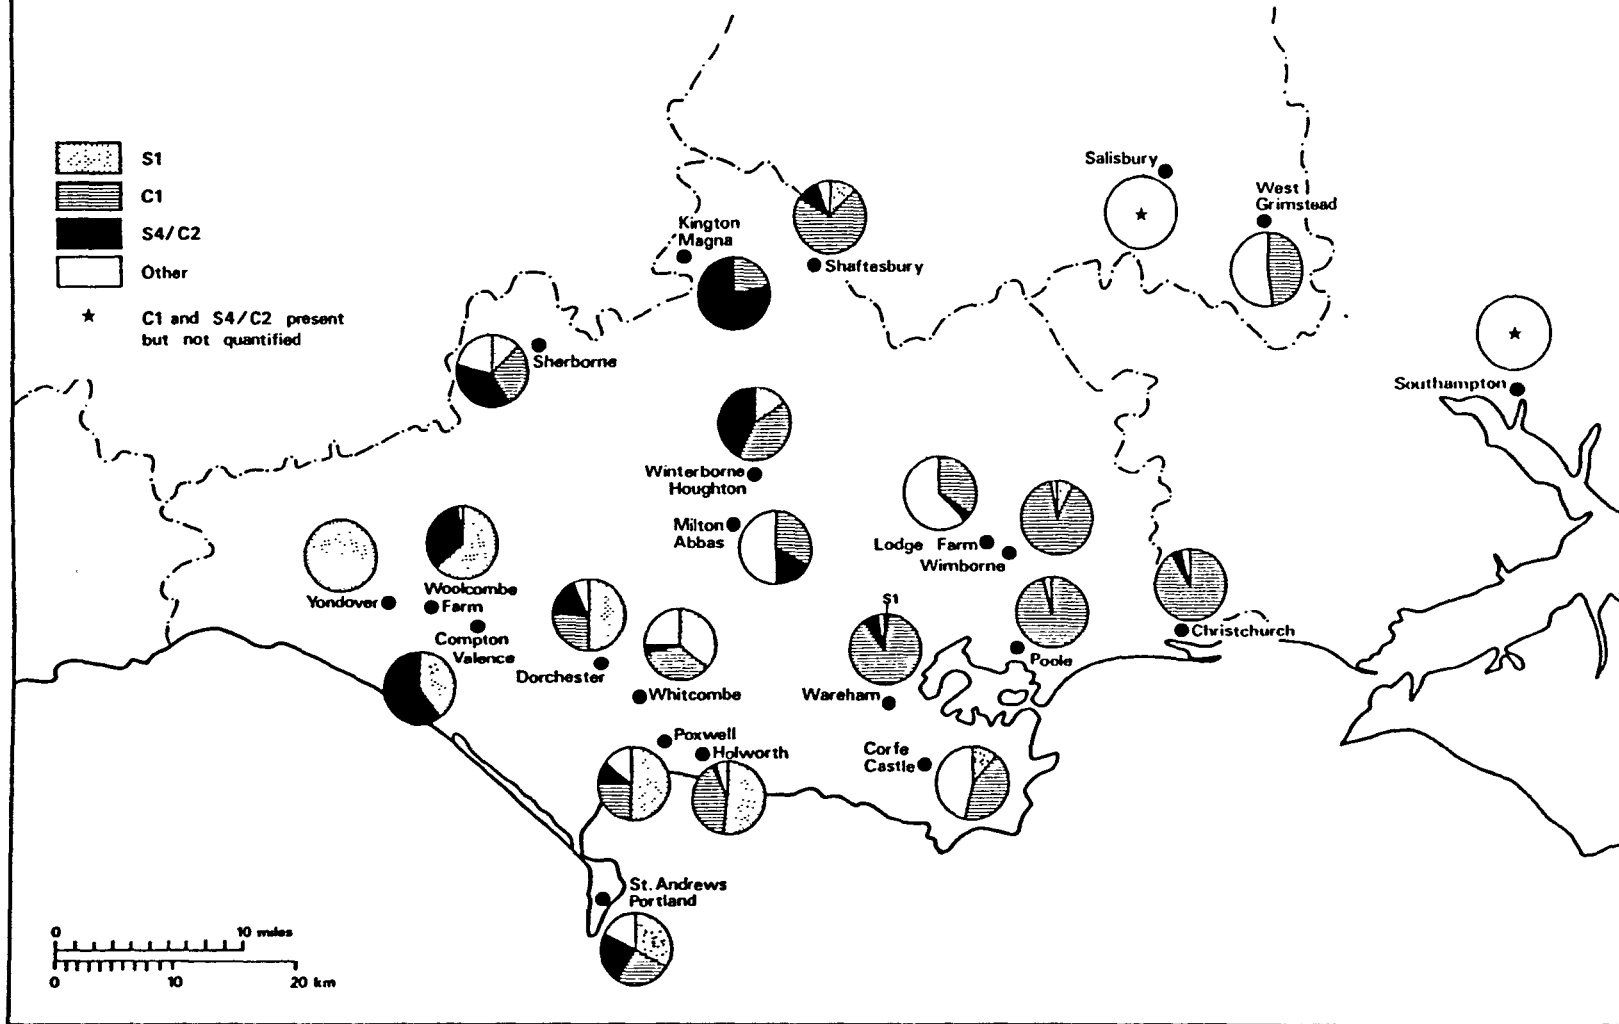 S1
C1
S4/C2
Other
★ C1 and S4/C2 present
but not quantified
Salisbury
West
Grimstead
Kington
Magna
Shaftesbury
Sherborne
Southampton
Winterborne
Houghton
Milton
Abbas
Lodge Farm
Wimborne
Woolcombe
Farm
Yondover
Compton
Valence
Dorchester
Whitcombe
S1
Wareham
Poole
Christchurch
Poxwell
Holworth
Corfe
Castle
St. Andrews
Portland
0 10 miles
0 10 20 km